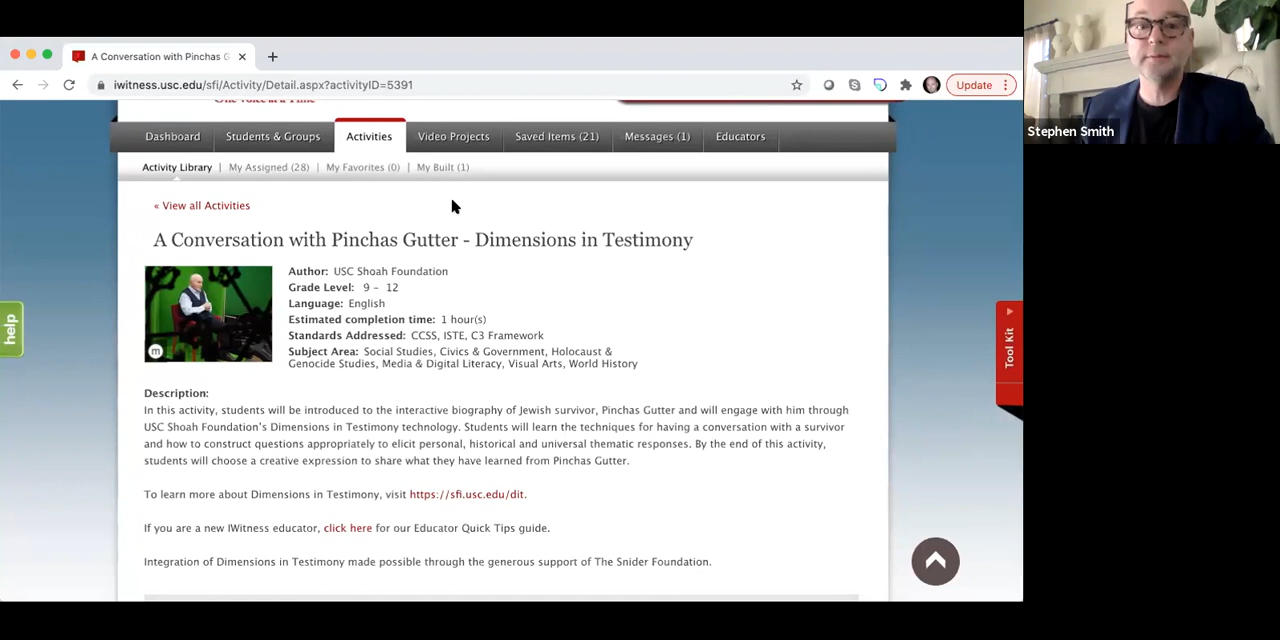 A Conversation with Pinchas G
iwitness.usc.edu/sfi/Activity/Detail.aspx?activityID=5391
Update
Stephen Smith
One Voice at a Time
Dashboard
Students & Groups
Activities
Video Projects
Saved Items (21)
Messages (1)
Educators
Activity Library | My Assigned (28) | My Favorites (0) | My Built (1)
« View all Activities
A Conversation with Pinchas Gutter - Dimensions in Testimony
Author: USC Shoah Foundation
Grade Level: 9 - 12
Language: English
Estimated completion time: 1 hour(s)
Standards Addressed: CCSS, ISTE, C3 Framework
Subject Area: Social Studies, Civics & Government, Holocaust &
Genocide Studies, Media & Digital Literacy, Visual Arts, World History
m
help
Tool Kit
Description:
In this activity, students will be introduced to the interactive biography of Jewish survivor, Pinchas Gutter and will engage with him through
USC Shoah Foundation's Dimensions in Testimony technology. Students will learn the techniques for having a conversation with a survivor
and how to construct questions appropriately to elicit personal, historical and universal thematic responses. By the end of this activity,
students will choose a creative expression to share what they have learned from Pinchas Gutter.
To learn more about Dimensions in Testimony, visit https://sfi.usc.edu/dit.
If you are a new IWitness educator, click here for our Educator Quick Tips guide.
Integration of Dimensions in Testimony made possible through the generous support of The Snider Foundation.